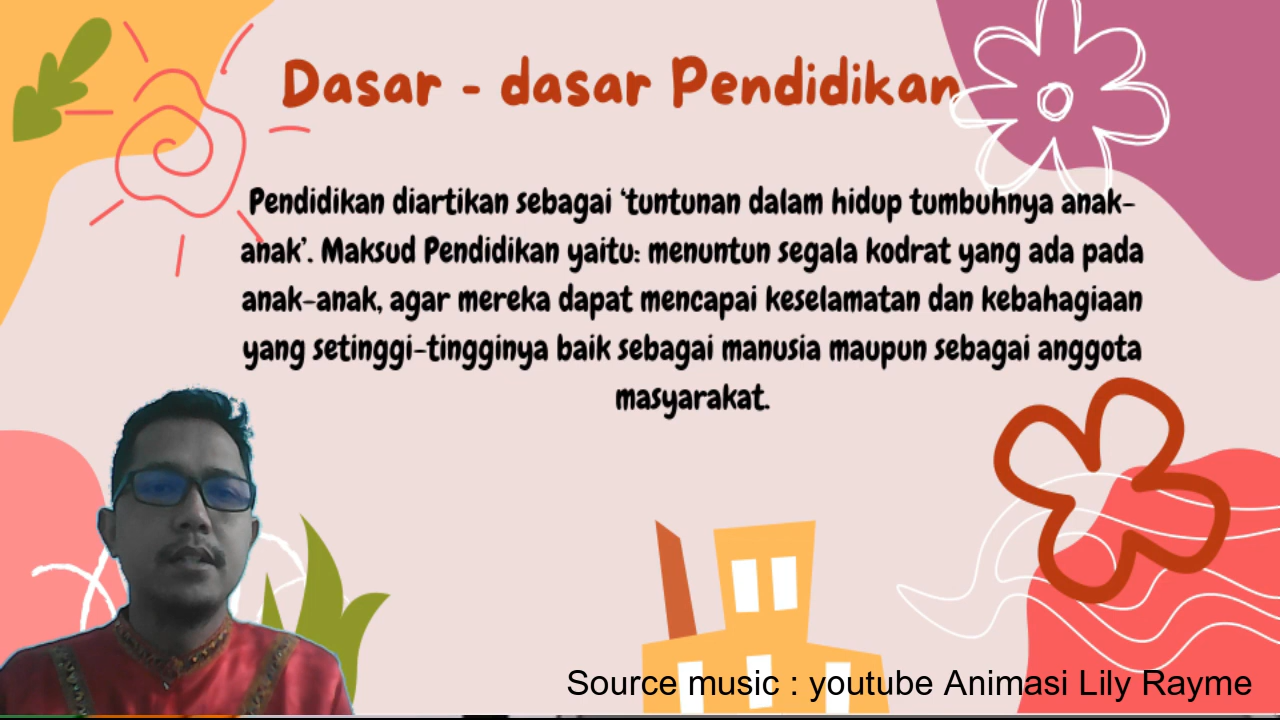 Dasar - dasar Pendidikan
Pendidikan diartikan sebagai ‘tuntunan dalam hidup tumbuhnya anak-
anak’. Maksud Pendidikan yaitu: menuntun segala kodrat yang ada pada
anak-anak, agar mereka dapat mencapai keselamatan dan kebahagiaan
yang setinggi-tingginya baik sebagai manusia maupun sebagai anggota
masyarakat.
Source music : youtube Animasi Lily Rayme